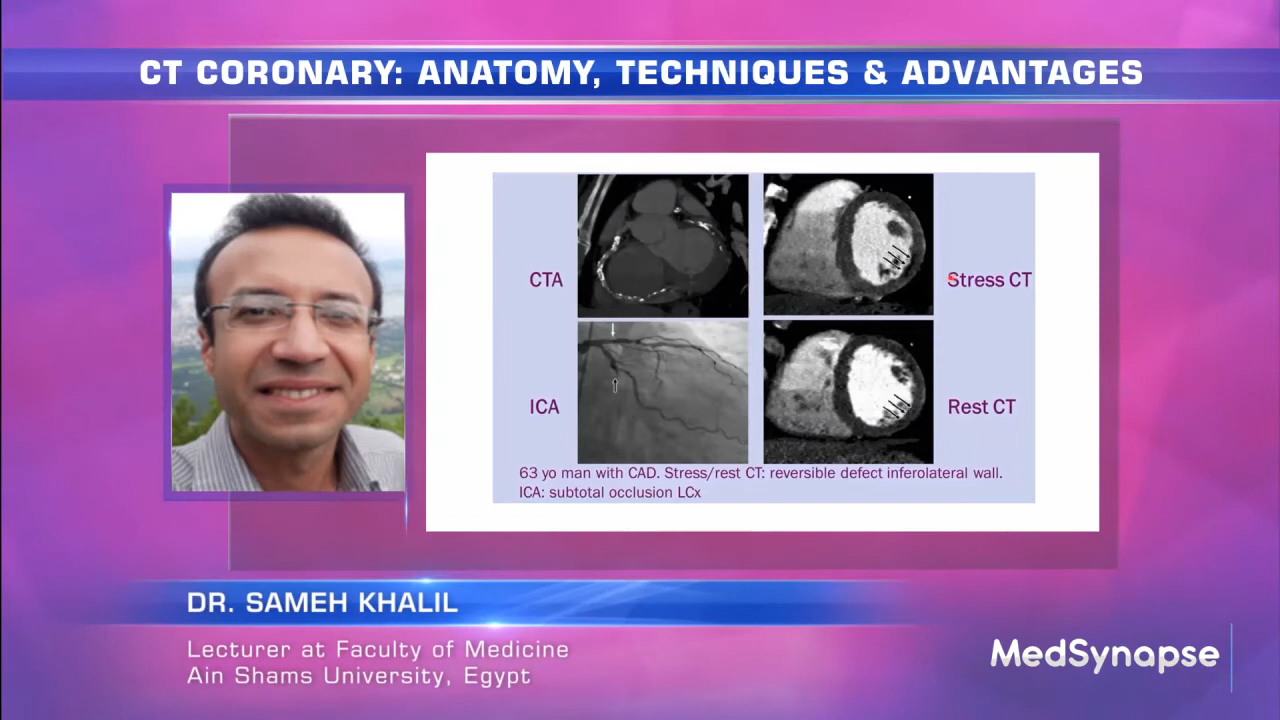 CT CORONARY: ANATOMY, TECHNIQUES & ADVANTAGES
CTA
Stress CT
ICA
Rest CT
63 yo man with CAD. Stress/rest CT: reversible defect inferolateral wall.
ICA: subtotal occlusion LCx
DR. SAMEH KHALIL
Lecturer at Faculty of Medicine
Ain Shams University, Egypt
MedSynapse